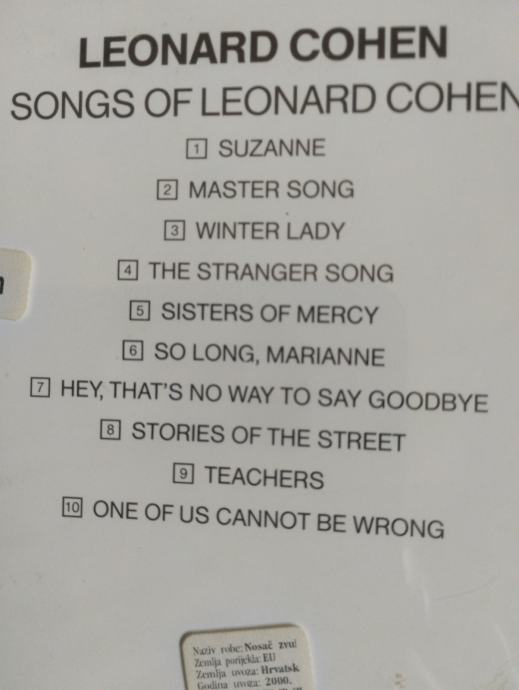 LEONARD COHEN
SONGS OF LEONARD COHEN
1 SUZANNE
2 MASTER SONG
3 WINTER LADY
4 THE STRANGER SONG
5 SISTERS OF MERCY
6 SO LONG, MARIANNE
7 HEY, THAT'S NO WAY TO SAY GOODBYE
8 STORIES OF THE STREET
9 TEACHERS
10 ONE OF US CANNOT BE WRONG
Naziv robe: Nosač zvu
Zemlja porijekla: EU
Zemlja uvoza: Hrvatsk
Godina uvoza: 2000.